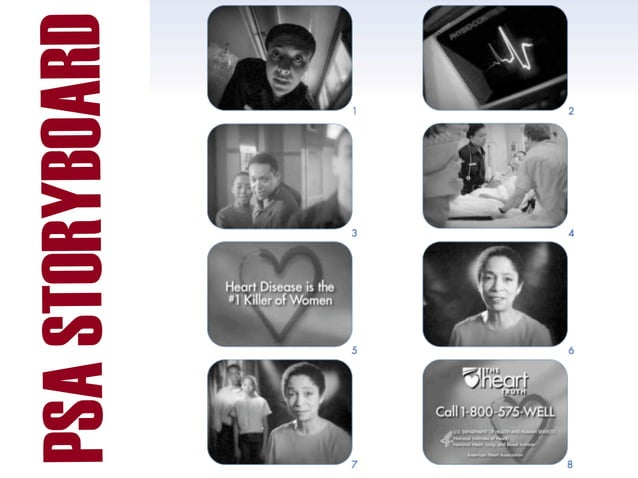 PSA STORYBOARD
PHYSIO-CONTROL
1
2
3
4
Heart Disease is the
#1 Killer of Women
5
6
7
THE
heart
TRUTH
Call 1-800-575-WELL
U.S. DEPARTMENT OF HEALTH AND HUMAN SERVICES
National Institutes of Health
National Heart, Lung, and Blood Institute
American Heart Association
8